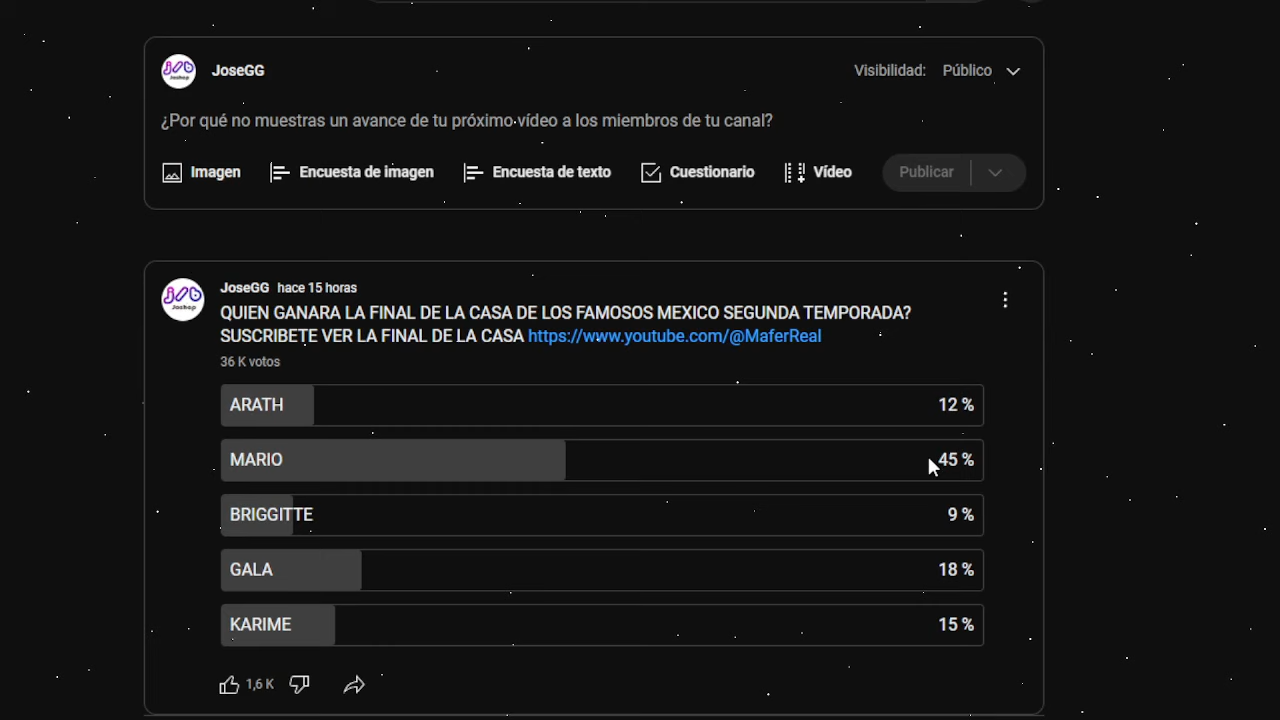 JoseGG
Visibilidad: Público
¿Por qué no muestras un avance de tu próximo vídeo a los miembros de tu canal?
Imagen Encuesta de imagen Encuesta de texto Cuestionario Vídeo Publicar
JoseGG hace 15 horas
QUIEN GANARA LA FINAL DE LA CASA DE LOS FAMOSOS MEXICO SEGUNDA TEMPORADA?
SUSCRIBETE VER LA FINAL DE LA CASA https://www.youtube.com/@MaferReal
36 K votos
ARATH 12 %
MARIO 45 %
BRIGGITTE 9 %
GALA 18 %
KARIME 15 %
1,6 K